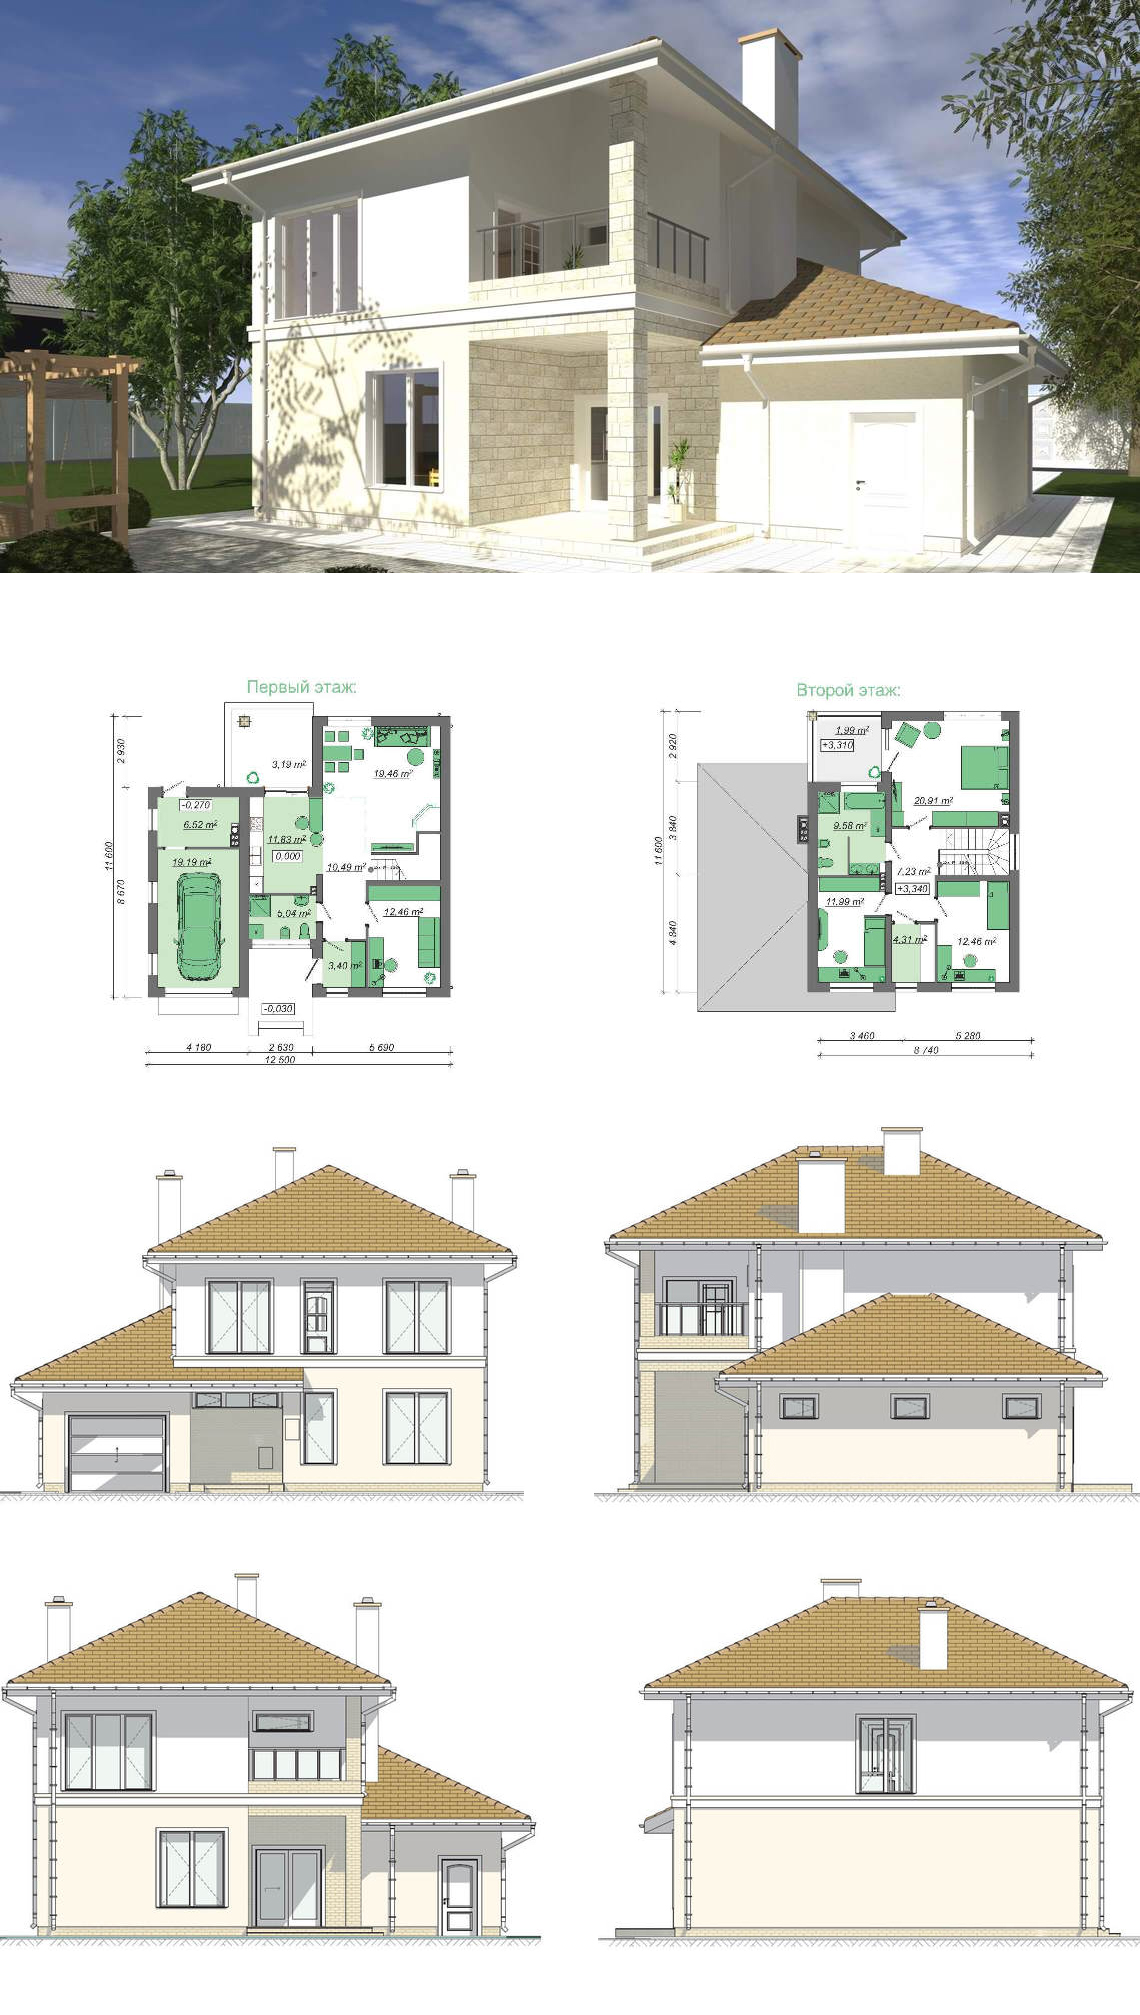 Первый этаж:
2 930
11 600
8 670
3,19 m²
19,46 m²
-0,270
6.52 m²
11,83 m²
0,000
19.19 m²
10,49 m²
5,04 m²
12,46 m²
3,40 m²
-0,030
4 180
2 630
5 690
12 500
Второй этаж:
2 920
11 600
3 840
4 840
1,99 m²
+3,310
20,91 m²
9.58 m²
7,23 m²
+3,340
11,99 m²
4.31 m²
12,46 m²
3 460
5 280
8 740